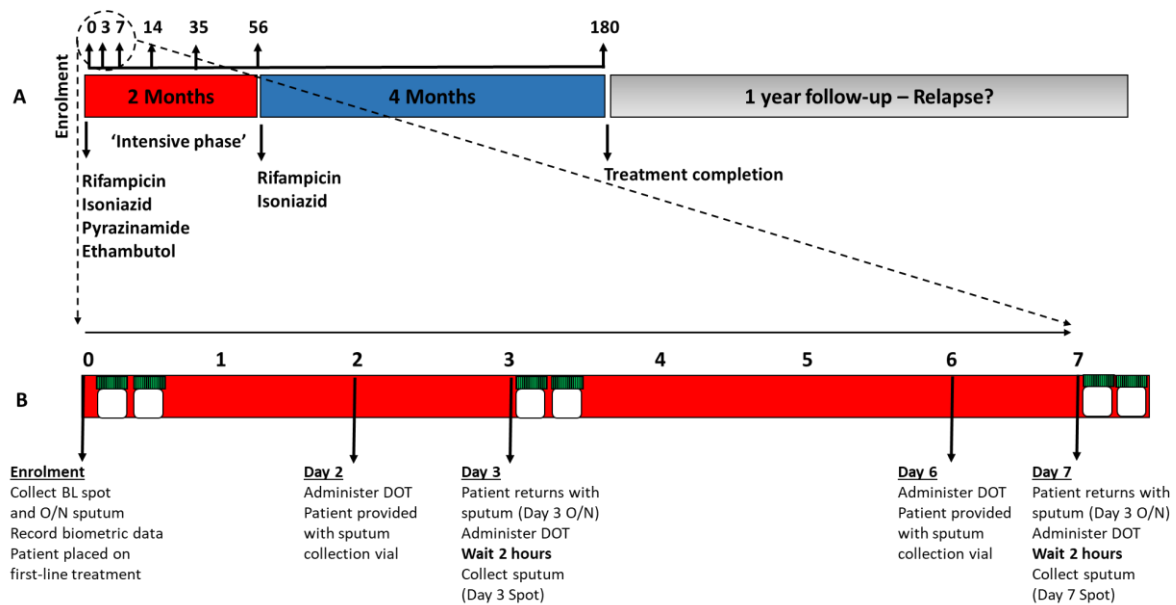 0 3 7 14 35 56 180
A
Enrolment
2 Months
4 Months
1 year follow-up – Relapse?
‘Intensive phase’
Rifampicin
Isoniazid
Pyrazinamide
Ethambutol
Rifampicin
Isoniazid
Treatment completion
0 1 2 3 4 5 6 7
B
Enrolment
Collect BL spot
and O/N sputum
Record biometric data
Patient placed on
first-line treatment
Day 2
Administer DOT
Patient provided
with sputum
collection vial
Day 3
Patient returns with
sputum (Day 3 O/N)
Administer DOT
Wait 2 hours
Collect sputum
(Day 3 Spot)
Day 6
Administer DOT
Patient provided
with sputum
collection vial
Day 7
Patient returns with
sputum (Day 3 O/N)
Administer DOT
Wait 2 hours
Collect sputum
(Day 7 Spot)